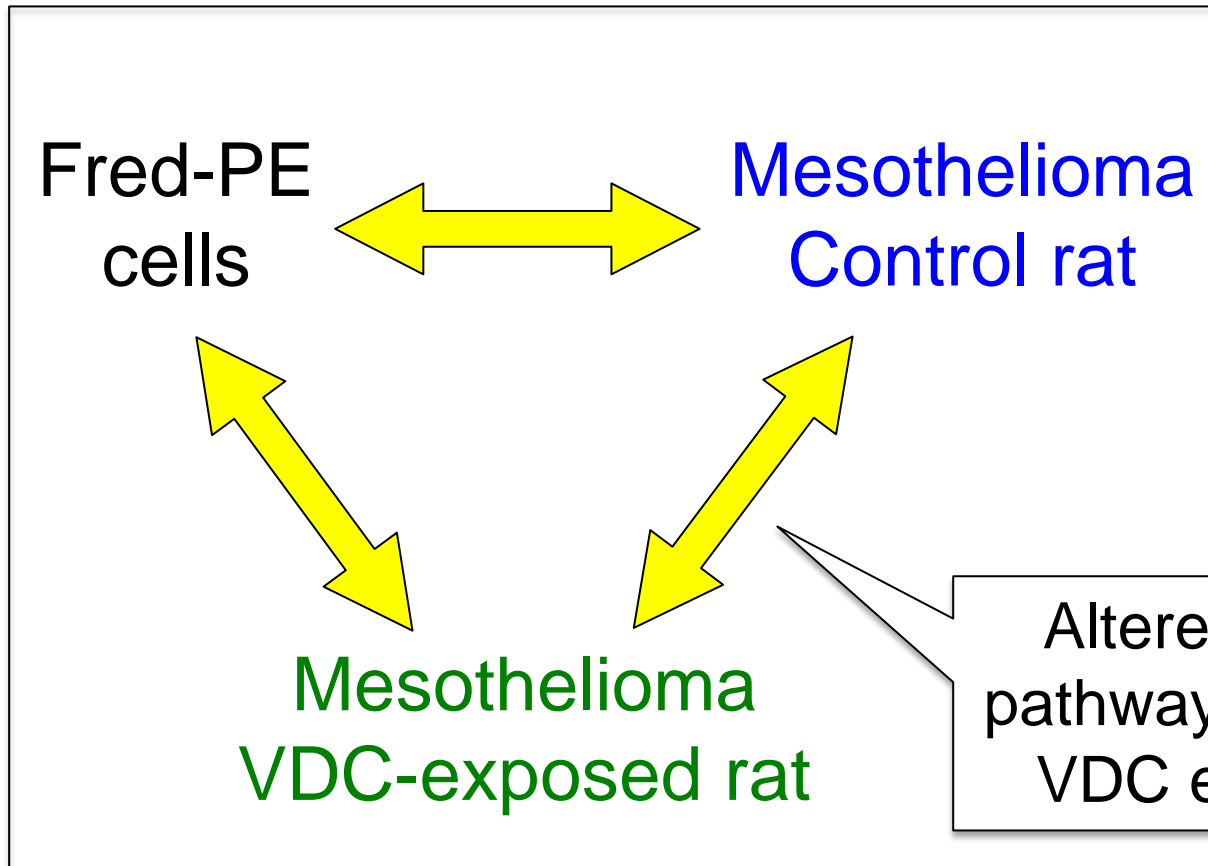 Fred-PE
cells
Mesothelioma
Control rat
Mesothelioma
VDC-exposed rat
Altere
pathway
VDC e